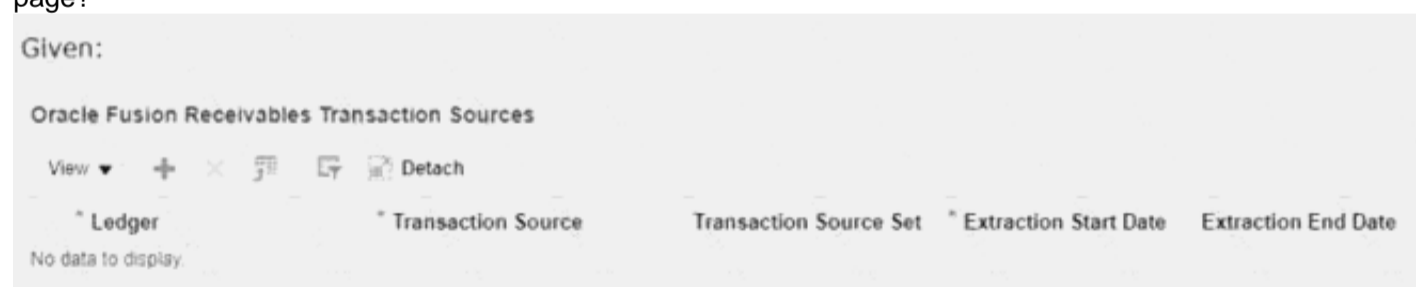 page?
Given:
Oracle Fusion Receivables Transaction Sources
View Detach
* Ledger * Transaction Source Transaction Source Set * Extraction Start Date Extraction End Date
No data to display.